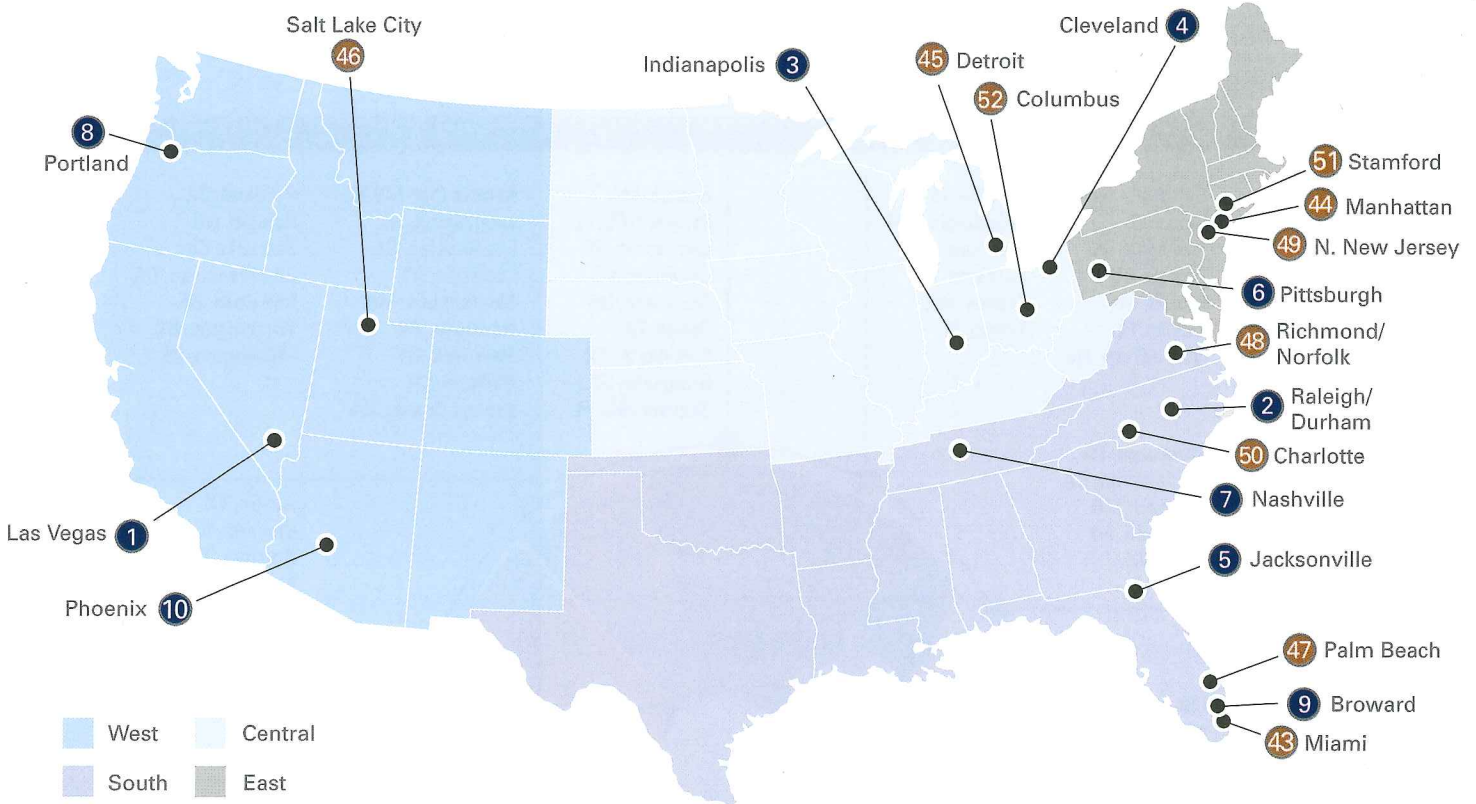 Salt Lake City
46
Cleveland 4
Indianapolis 3
45 Detroit
52 Columbus
8
Portland
51 Stamford
44 Manhattan
49 N. New Jersey
6 Pittsburgh
48 Richmond/
Norfolk
2 Raleigh/
Durham
50 Charlotte
7 Nashville
Las Vegas 1
5 Jacksonville
Phoenix 10
47 Palm Beach
9 Broward
43 Miami
West
Central
South
East